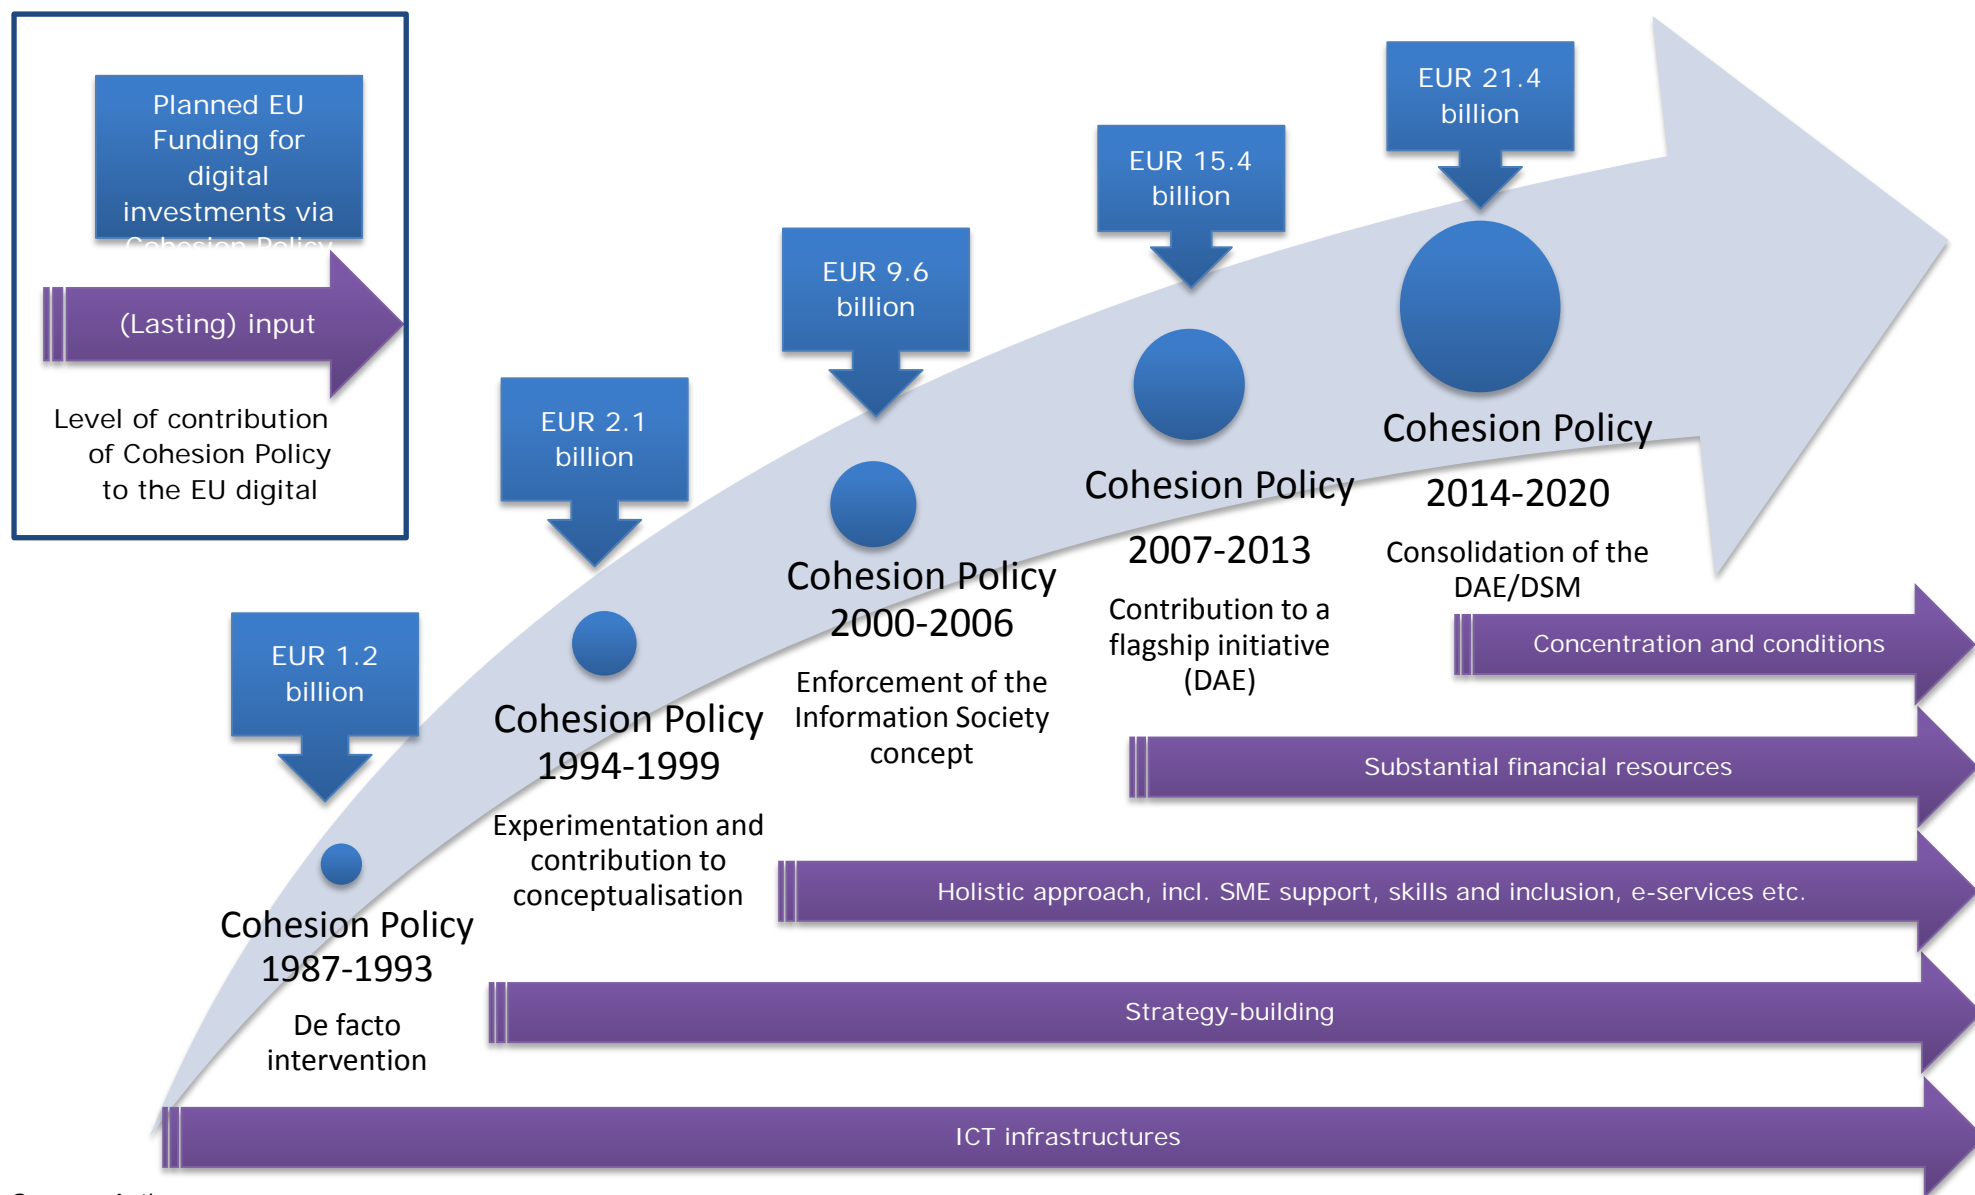 Planned EU
Funding for
digital
investments via
Cohesion Policy
(Lasting) input
Level of contribution
of Cohesion Policy
to the EU digital
EUR 1.2
billion
Cohesion Policy
1987-1993
De facto
intervention
EUR 2.1
billion
Cohesion Policy
1994-1999
Experimentation and
contribution to
conceptualisation
EUR 9.6
billion
Cohesion Policy
2000-2006
Enforcement of the
Information Society
concept
EUR 15.4
billion
Cohesion Policy
2007-2013
Contribution to a
flagship initiative
(DAE)
EUR 21.4
billion
Cohesion Policy
2014-2020
Consolidation of the
DAE/DSM
Concentration and conditions
Substantial financial resources
Holistic approach, incl. SME support, skills and inclusion, e-services etc.
Strategy-building
ICT infrastructures